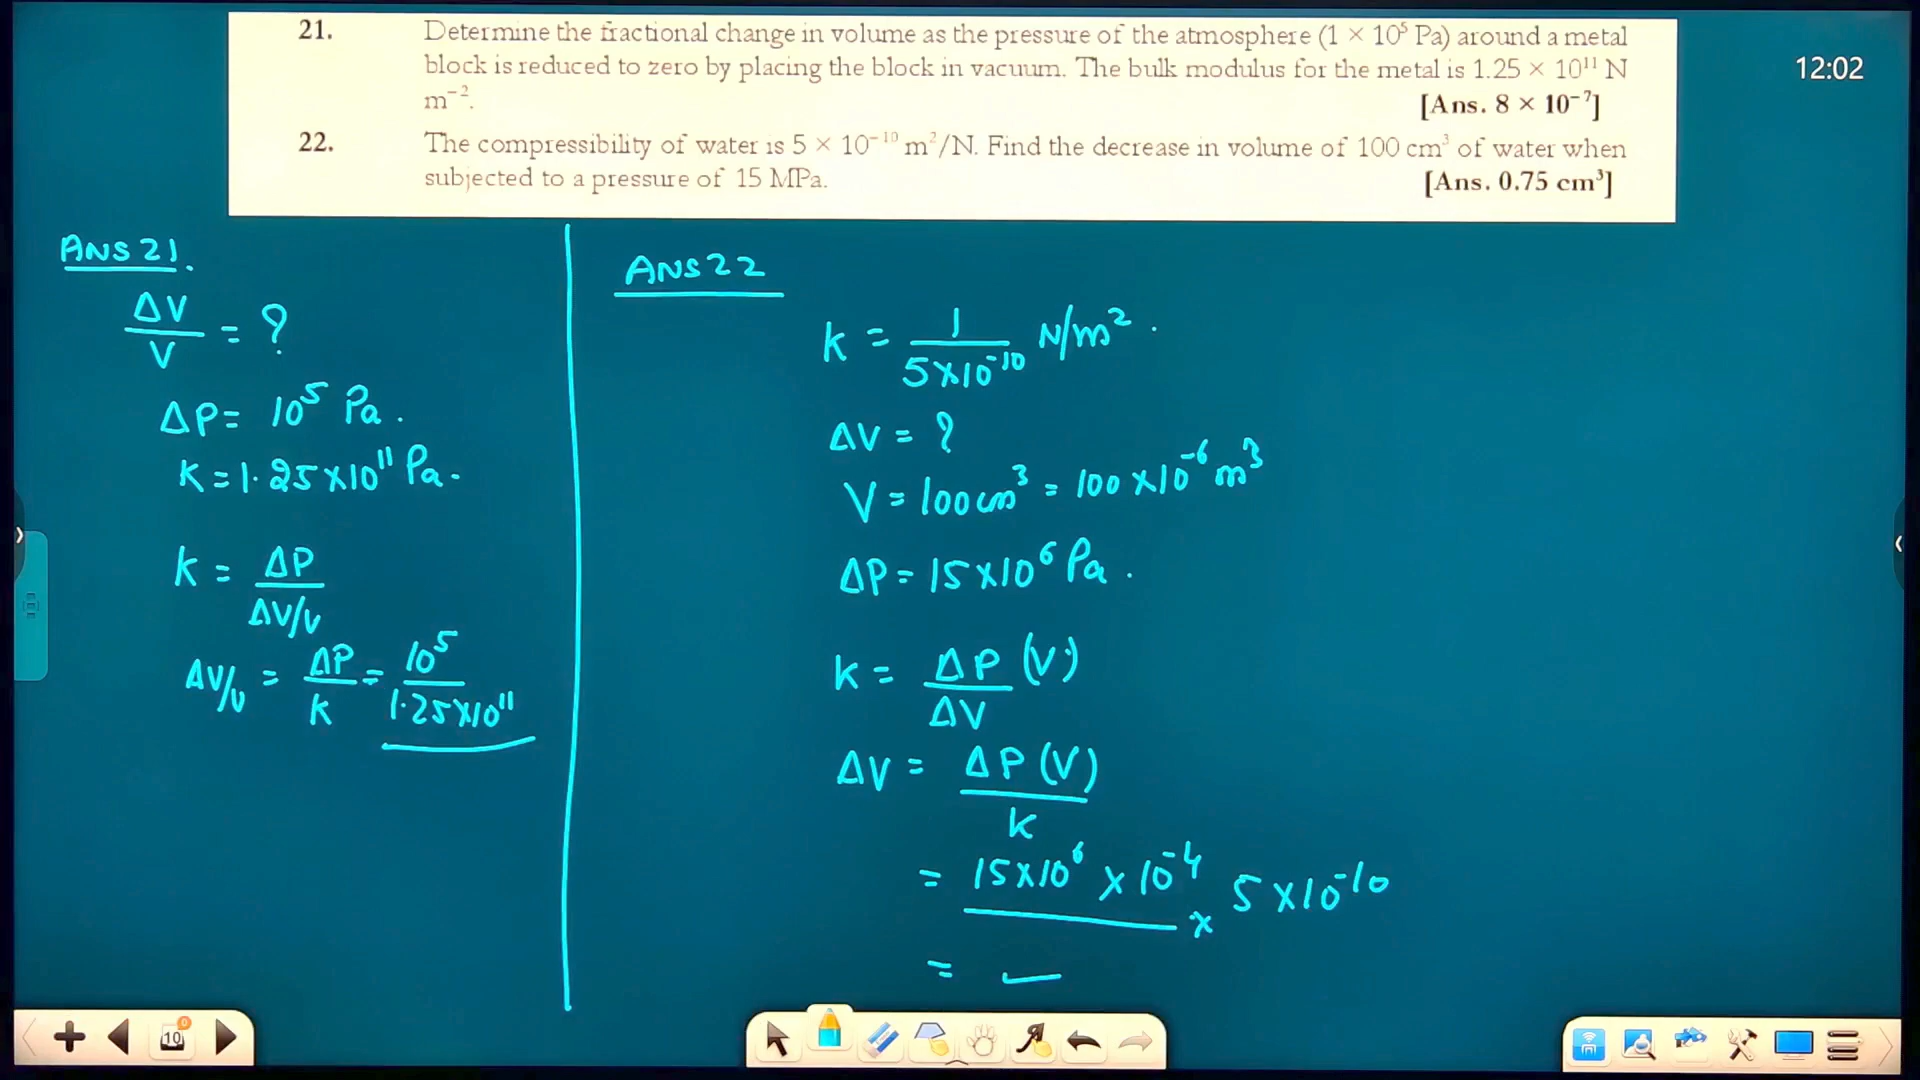 21. Determine the fractional change in volume as the pressure of the atmosphere (1 × 10⁵ Pa) around a metal
block is reduced to zero by placing the block in vacuum. The bulk modulus for the metal is 1.25 × 10¹¹ N
m⁻².
[Ans. 8 × 10⁻⁷]
22. The compressibility of water is 5 × 10⁻¹⁰ m²/N. Find the decrease in volume of 100 cm³ of water when
subjected to a pressure of 15 MPa.
[Ans. 0.75 cm³]
12:02
ANS 21.
ΔV/V = ?
ΔP = 10⁵ Pa.
K = 1.25×10¹¹ Pa.
k = ΔP/(ΔV/V)
ΔV/V = ΔP/k = 10⁵/(1.25×10¹¹)
ANS 22
k = 1/(5×10⁻¹⁰) N/m².
ΔV = ?
V = 100 cm³ = 100 ×10⁻⁶ m³
ΔP = 15×10⁶ Pa.
k = ΔP/ΔV (V)
ΔV = ΔP(V)/k
= 15×10⁶ × 10⁻⁴ × 5×10⁻¹⁰
=
10
0